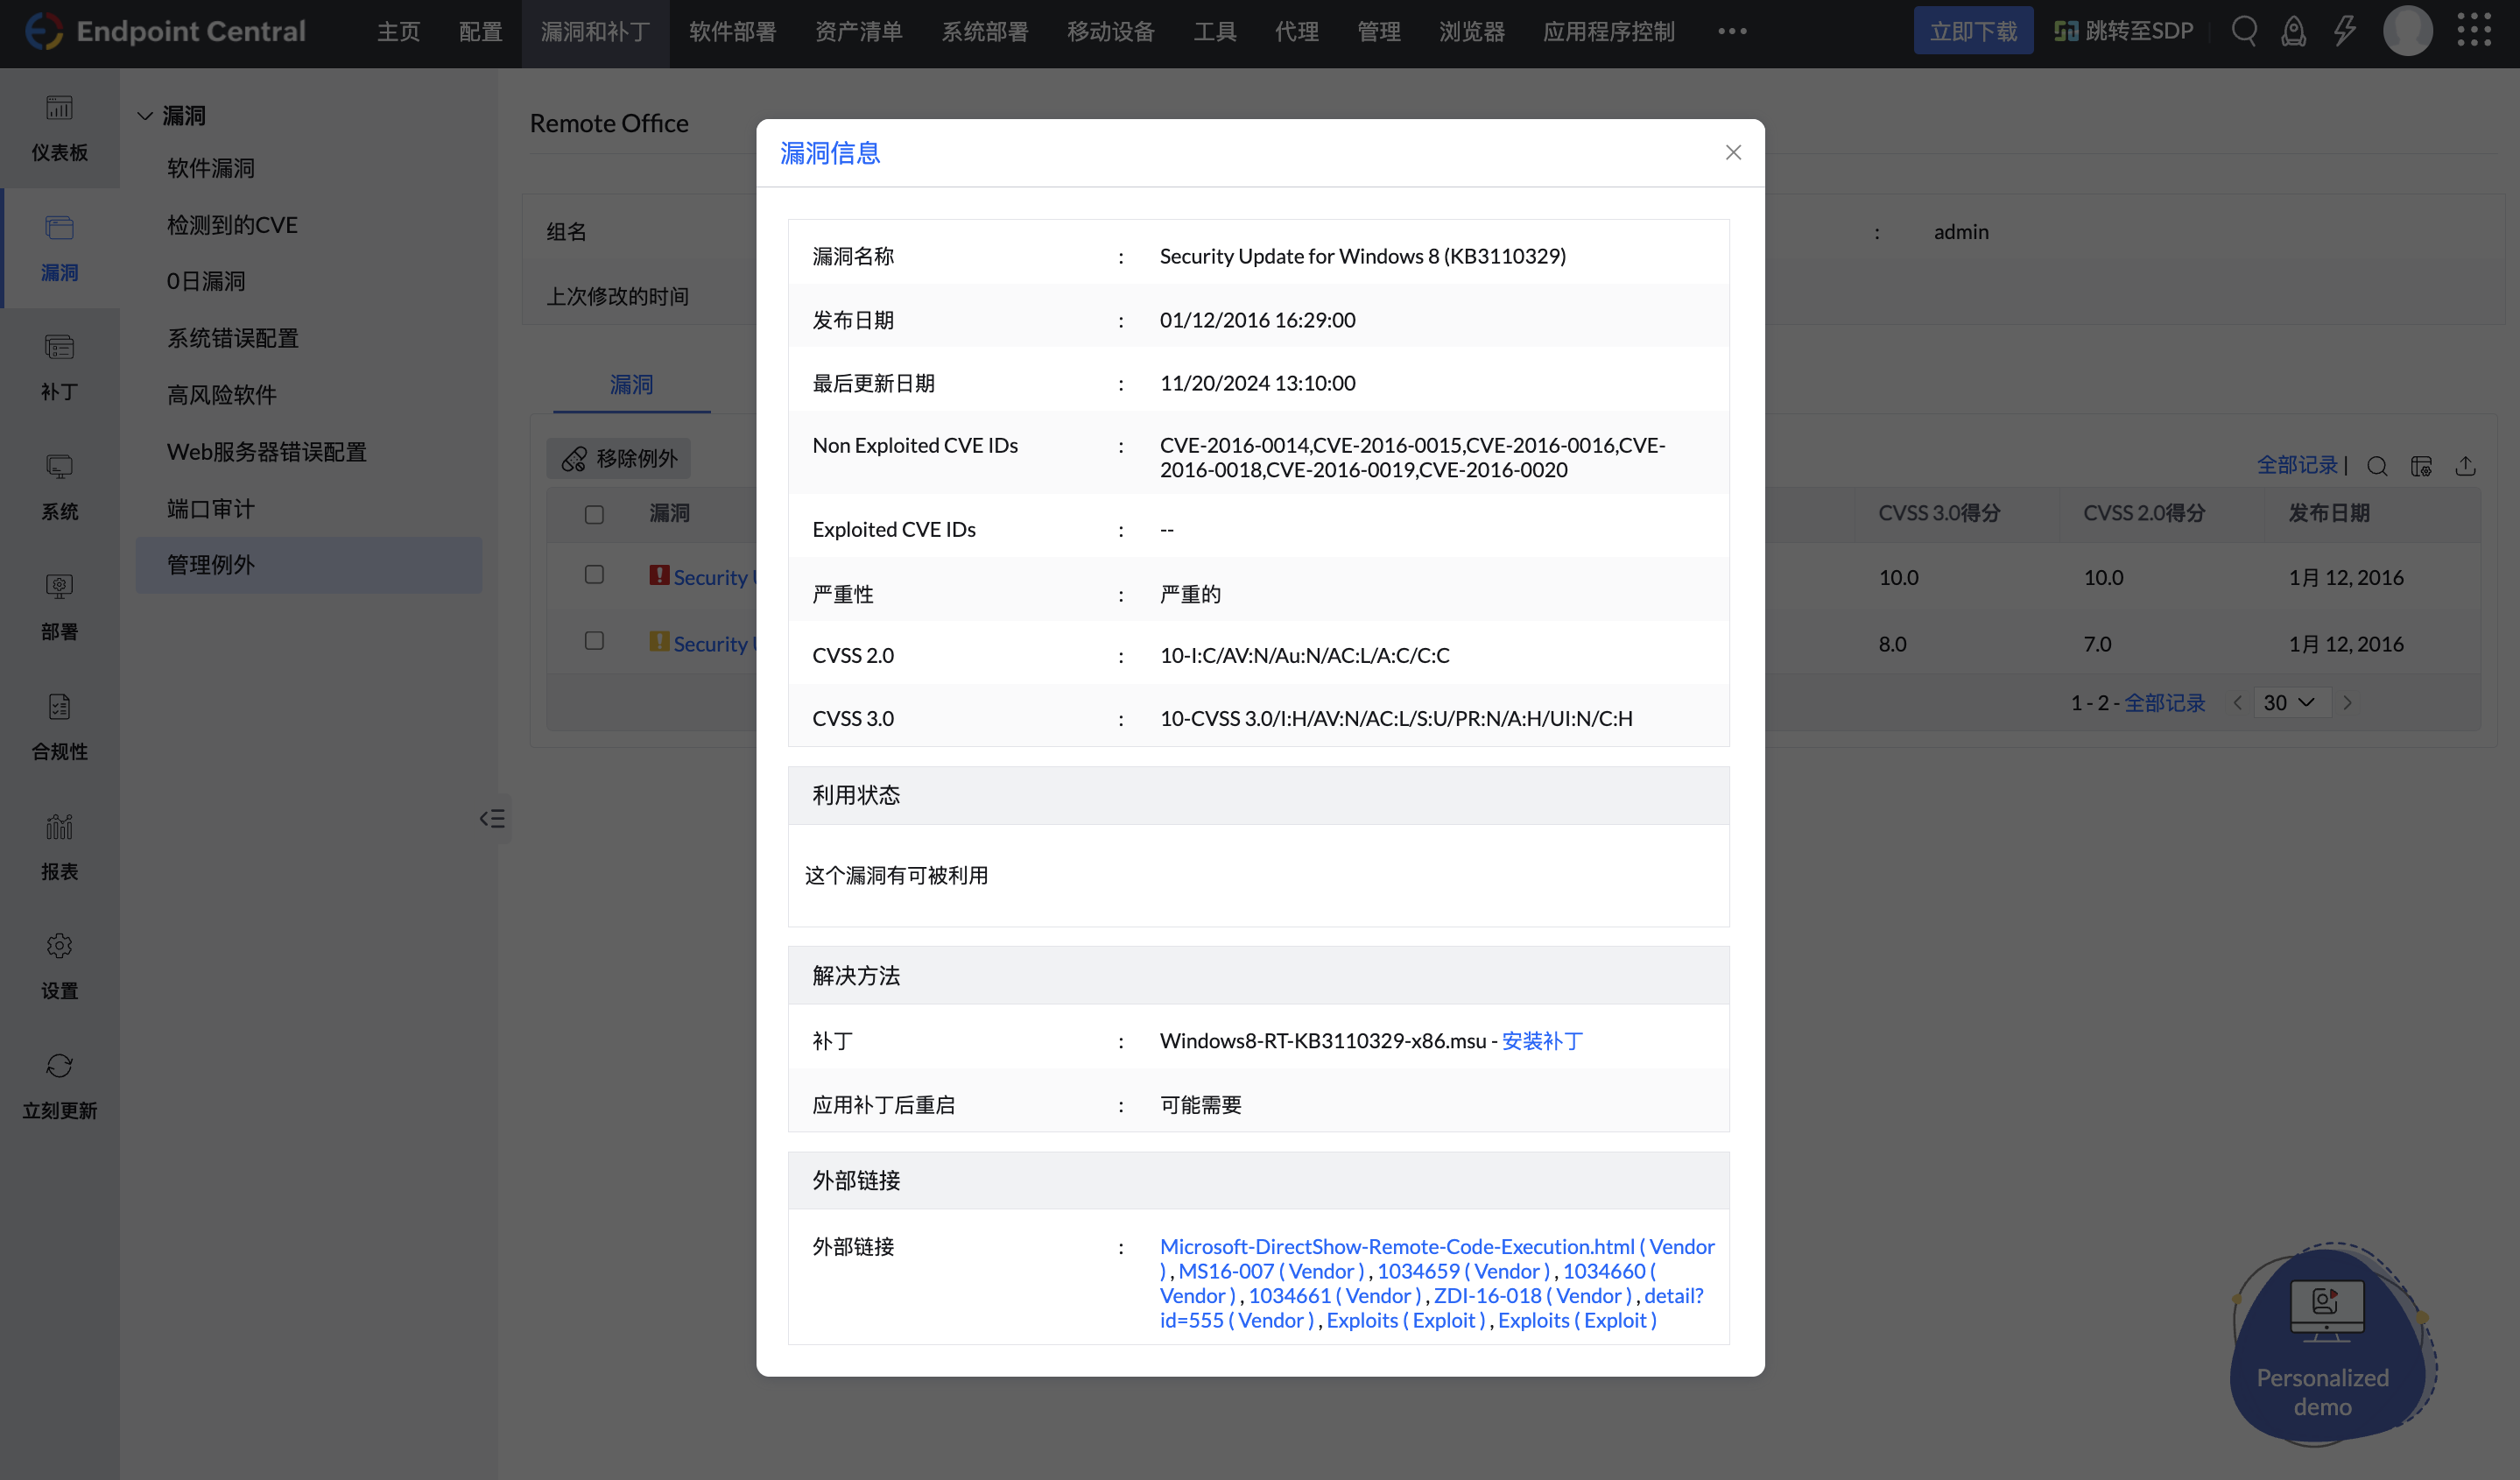 Endpoint Central 主页 配置 漏洞和补丁 软件部署 资产清单 系统部署 移动设备 工具 代理 管理 浏览器 应用程序控制 ••• 立即下载 跳转至SDP
仪表板
漏洞
补丁
系统
部署
合规性
报表
设置
立刻更新
漏洞
软件漏洞
检测到的CVE
0日漏洞
系统错误配置
高风险软件
Web服务器错误配置
端口审计
管理例外
Remote Office
组名
: admin
上次修改的时间
漏洞
移除例外
全部记录 |
漏洞 CVSS 3.0得分 CVSS 2.0得分 发布日期
Security 10.0 10.0 1月 12, 2016
Security 8.0 7.0 1月 12, 2016
1 - 2 - 全部记录 30
漏洞信息
漏洞名称 : Security Update for Windows 8 (KB3110329)
发布日期 : 01/12/2016 16:29:00
最后更新日期 : 11/20/2024 13:10:00
Non Exploited CVE IDs : CVE-2016-0014,CVE-2016-0015,CVE-2016-0016,CVE-
2016-0018,CVE-2016-0019,CVE-2016-0020
Exploited CVE IDs : --
严重性 : 严重的
CVSS 2.0 : 10-I:C/AV:N/Au:N/AC:L/A:C/C:C
CVSS 3.0 : 10-CVSS 3.0/I:H/AV:N/AC:L/S:U/PR:N/A:H/UI:N/C:H
利用状态
这个漏洞有可被利用
解决方法
补丁 : Windows8-RT-KB3110329-x86.msu - 安装补丁
应用补丁后重启 : 可能需要
外部链接
外部链接 : Microsoft-DirectShow-Remote-Code-Execution.html ( Vendor
) , MS16-007 ( Vendor ) , 1034659 ( Vendor ) , 1034660 (
Vendor ) , 1034661 ( Vendor ) , ZDI-16-018 ( Vendor ) , detail?
id=555 ( Vendor ) , Exploits ( Exploit ) , Exploits ( Exploit )
Personalized
demo